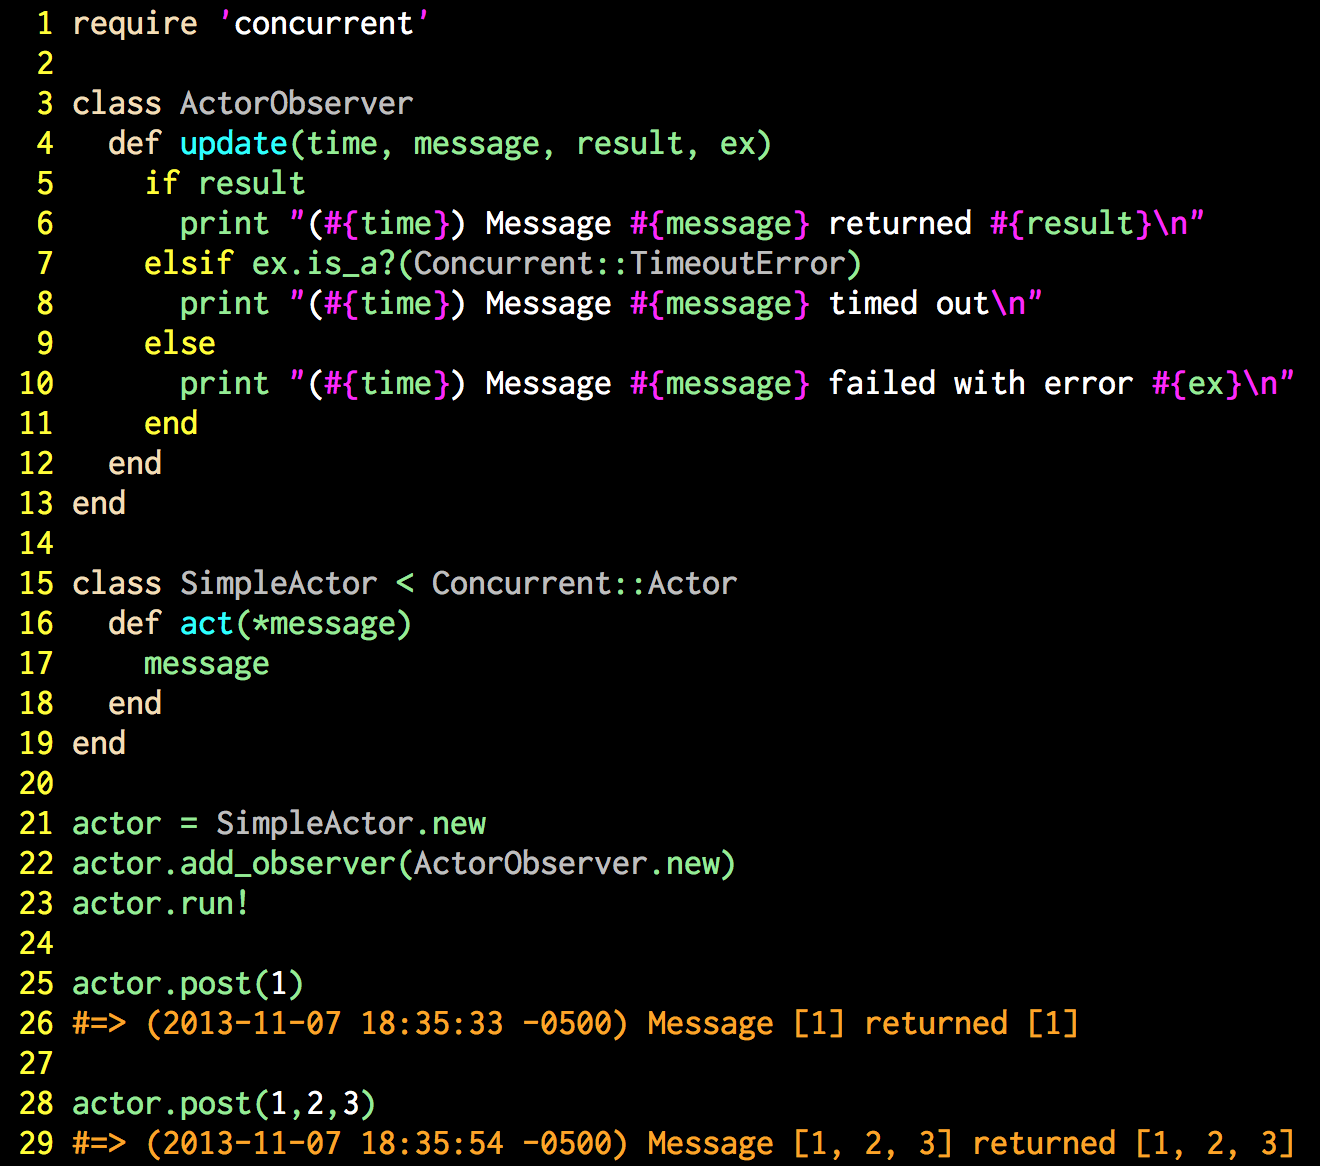 1 require 'concurrent'
2
3 class ActorObserver
4   def update(time, message, result, ex)
5     if result
6       print "(#{time}) Message #{message} returned #{result}\n"
7     elsif ex.is_a?(Concurrent::TimeoutError)
8       print "(#{time}) Message #{message} timed out\n"
9     else
10       print "(#{time}) Message #{message} failed with error #{ex}\n"
11     end
12   end
13 end
14
15 class SimpleActor < Concurrent::Actor
16   def act(*message)
17     message
18   end
19 end
20
21 actor = SimpleActor.new
22 actor.add_observer(ActorObserver.new)
23 actor.run!
24
25 actor.post(1)
26 #=> (2013-11-07 18:35:33 -0500) Message [1] returned [1]
27
28 actor.post(1,2,3)
29 #=> (2013-11-07 18:35:54 -0500) Message [1, 2, 3] returned [1, 2, 3]